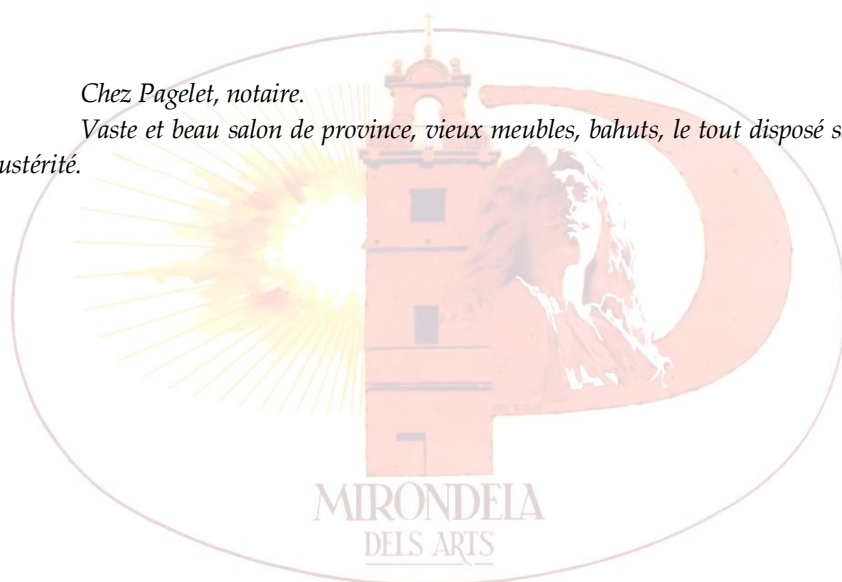 Chez Pagelet, notaire.
Vaste et beau salon de province, vieux meubles, bahuts, le tout disposé s
ustérité.
MIRONDELA
DELS ARTS